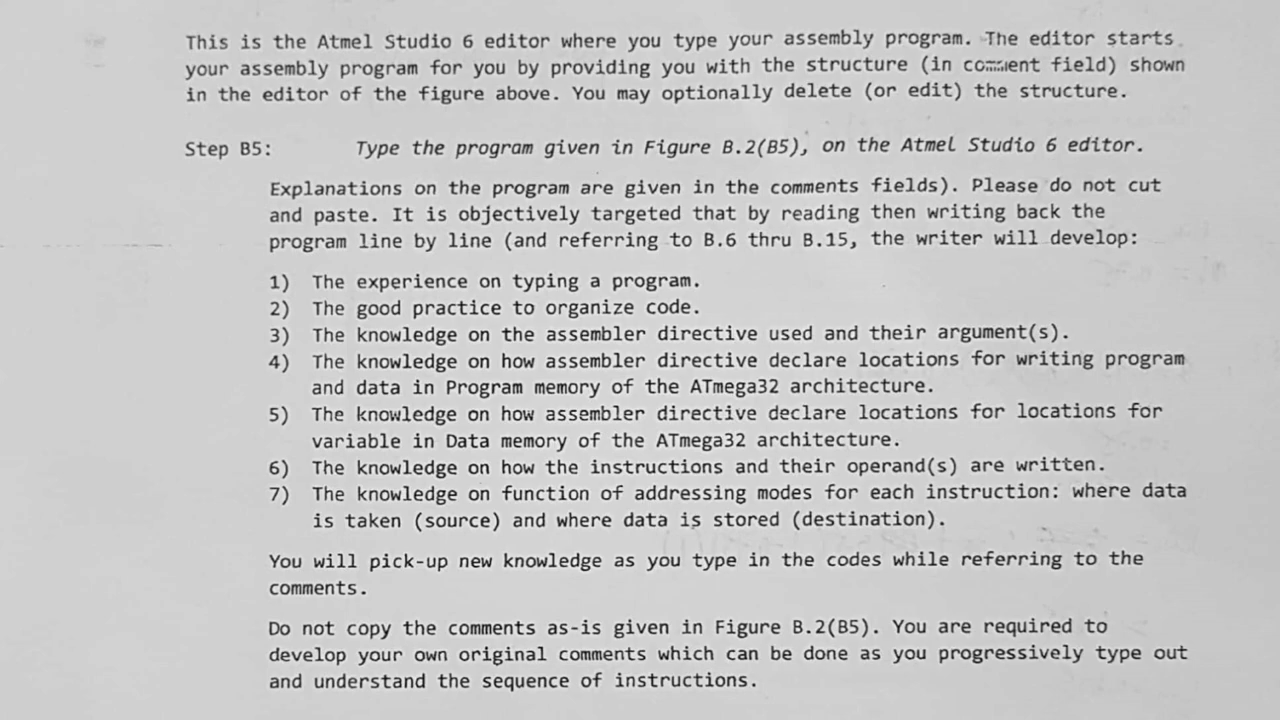 This is the Atmel Studio 6 editor where you type your assembly program. The editor starts
your assembly program for you by providing you with the structure (in comment field) shown
in the editor of the figure above. You may optionally delete (or edit) the structure.
Step B5: Type the program given in Figure B.2(B5), on the Atmel Studio 6 editor.
Explanations on the program are given in the comments fields). Please do not cut
and paste. It is objectively targeted that by reading then writing back the
program line by line (and referring to B.6 thru B.15, the writer will develop:
1) The experience on typing a program.
2) The good practice to organize code.
3) The knowledge on the assembler directive used and their argument(s).
4) The knowledge on how assembler directive declare locations for writing program
and data in Program memory of the ATmega32 architecture.
5) The knowledge on how assembler directive declare locations for locations for
variable in Data memory of the ATmega32 architecture.
6) The knowledge on how the instructions and their operand(s) are written.
7) The knowledge on function of addressing modes for each instruction: where data
is taken (source) and where data is stored (destination).
You will pick-up new knowledge as you type in the codes while referring to the
comments.
Do not copy the comments as-is given in Figure B.2(B5). You are required to
develop your own original comments which can be done as you progressively type out
and understand the sequence of instructions.